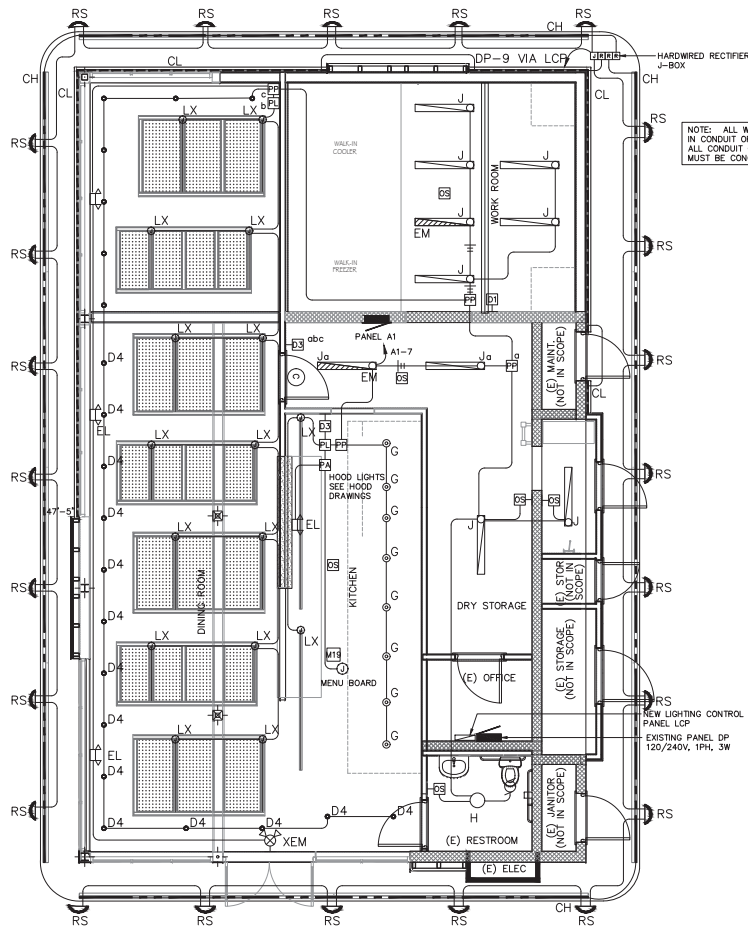 RS RS RS RS RS
CH
CL
DP-9 VIA LCP
J R R R
HARDWIRED RECTIFIER
J-BOX
CH
CL
CL
CH
RS
RS
NOTE: ALL W
IN CONDUIT O
ALL CONDUIT
MUST BE CON
c PP
b PL
LX
J
WALK-IN
COOLER
J
J
OS
WORK ROOM
LX
EM
J
J
RS
RS
WALK-IN
FREEZER
J
PP
D1
PANEL A1
LX
D3 abc
A1-7
D4
C
Ja
EM
OS
Ja
a
PP
(E) MAINT.
(NOT IN SCOPE)
RS
RS
CL
D4
EL
LX
LX
D3
PL PP
PA
G
D4
HOOD LIGHTS
SEE HOOD
DRAWINGS
G
RS
RS
47'-5"
D4
EL
G
OS
OS
J
J
LX
G
D4
DINING ROOM
OS
KITCHEN
G
DRY STORAGE
(E) STOR
(NOT IN
SCOPE)
RS
RS
D4
LX
LX
G
M19
J
MENU BOARD
(E) OFFICE
(E) STORAGE
(NOT IN SCOPE)
D4
G
RS
RS
NEW LIGHTING CONTROL
PANEL LCP
D4
LX
G
EXISTING PANEL DP
120/240V, 1PH, 3W
EL
D4
OS
H
(E) JANITOR
(NOT IN SCOPE)
RS
RS
D4
D4
D4
D4
XEM
(E) RESTROOM
(E) ELEC
CH
RS RS RS RS RS